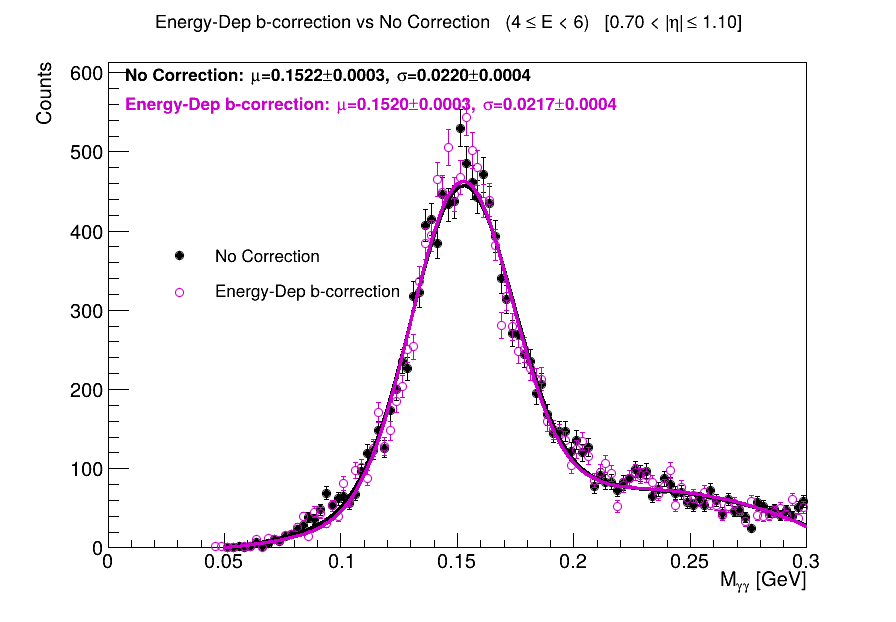 Energy-Dep b-correction vs No Correction (4 ≤ E < 6) [0.70 < |η| ≤ 1.10]
Counts
600
No Correction: μ=0.1522±0.0003, σ=0.0220±0.0004
Energy-Dep b-correction: μ=0.1520±0.0003, σ=0.0217±0.0004
500
400
No Correction
Energy-Dep b-correction
300
200
100
0
0 0.05 0.1 0.15 0.2 0.25 0.3
Mγγ [GeV]